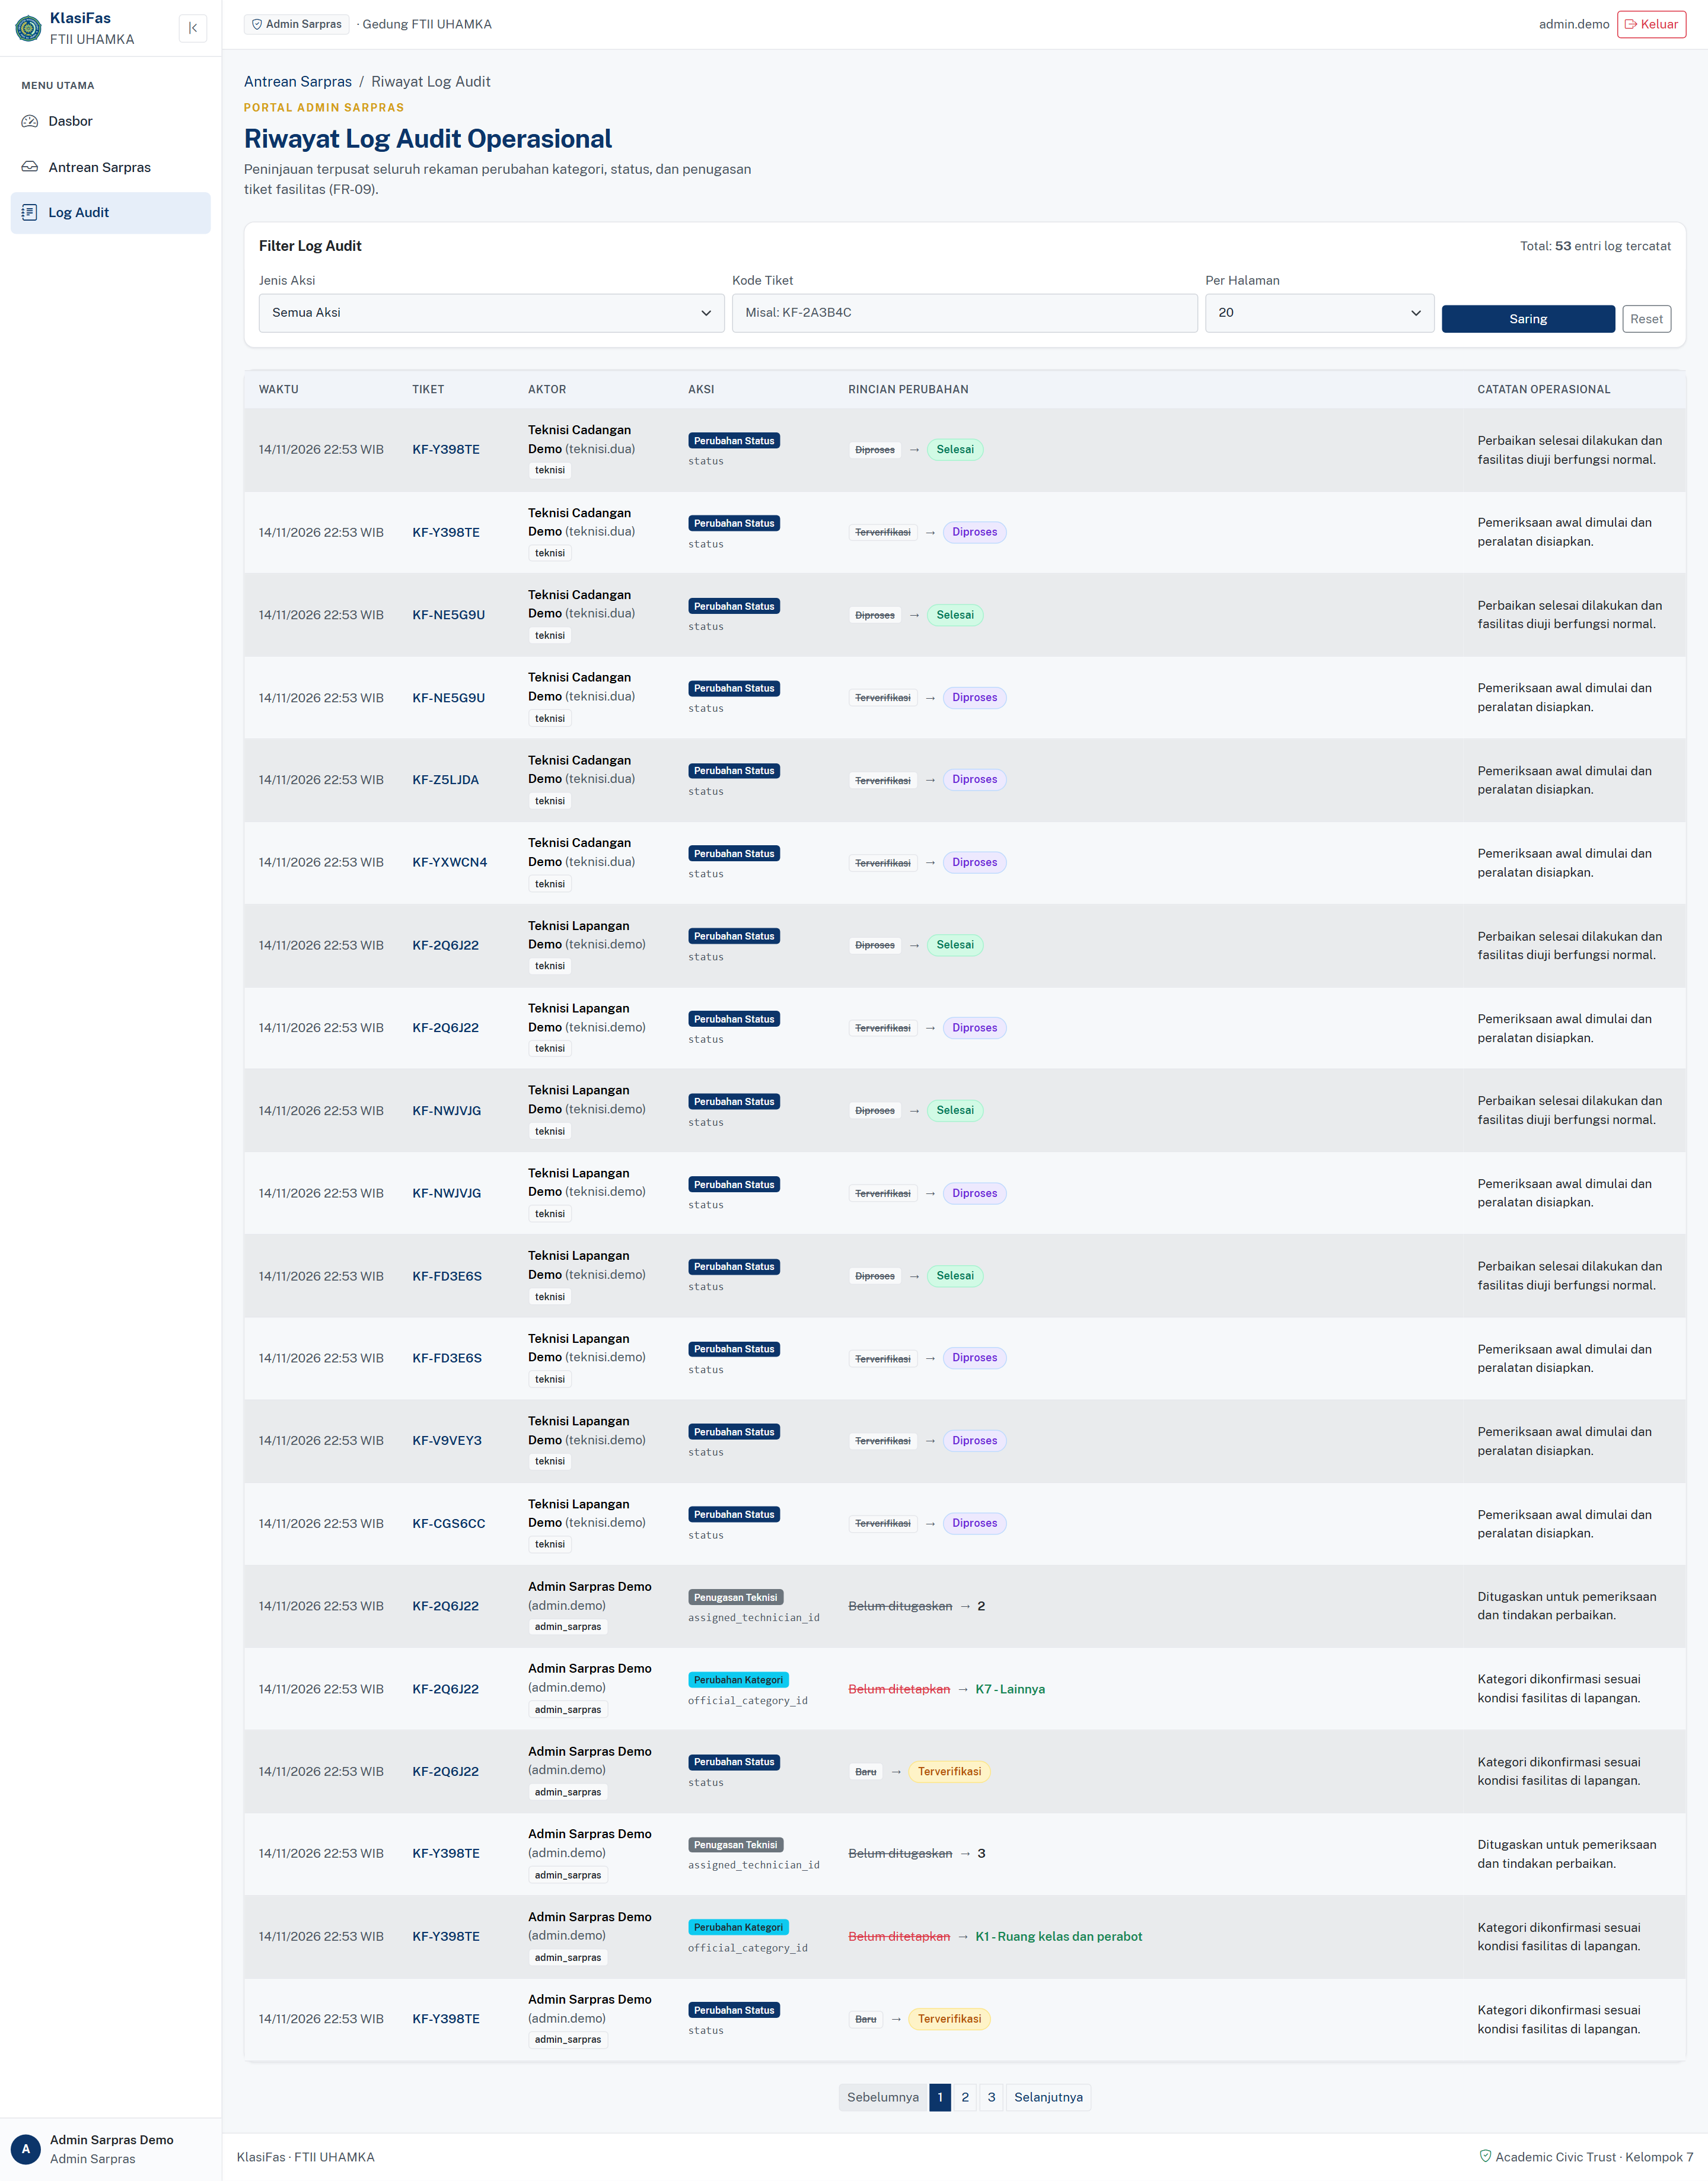 KlasiFas
FTII UHAMKA
MENU UTAMA
Dasbor
Antrean Sarpras
Log Audit
Admin Sarpras · Gedung FTII UHAMKA
admin.demo Keluar
Antrean Sarpras / Riwayat Log Audit
PORTAL ADMIN SARPRAS
Riwayat Log Audit Operasional
Peninjauan terpusat seluruh rekaman perubahan kategori, status, dan penugasan
tiket fasilitas (FR-09).
Filter Log Audit
Total: 53 entri log tercatat
Jenis Aksi Kode Tiket Per Halaman
Semua Aksi Misal: KF-2A3B4C 20 Saring Reset
WAKTU TIKET AKTOR AKSI RINCIAN PERUBAHAN CATATAN OPERASIONAL
14/11/2026 22:53 WIB KF-Y398TE Teknisi Cadangan Demo (teknisi.dua) teknisi Perubahan Status status Diproses → Selesai Perbaikan selesai dilakukan dan fasilitas diuji berfungsi normal.
14/11/2026 22:53 WIB KF-Y398TE Teknisi Cadangan Demo (teknisi.dua) teknisi Perubahan Status status Terverifikasi → Diproses Pemeriksaan awal dimulai dan peralatan disiapkan.
14/11/2026 22:53 WIB KF-NE5G9U Teknisi Cadangan Demo (teknisi.dua) teknisi Perubahan Status status Diproses → Selesai Perbaikan selesai dilakukan dan fasilitas diuji berfungsi normal.
14/11/2026 22:53 WIB KF-NE5G9U Teknisi Cadangan Demo (teknisi.dua) teknisi Perubahan Status status Terverifikasi → Diproses Pemeriksaan awal dimulai dan peralatan disiapkan.
14/11/2026 22:53 WIB KF-Z5LJDA Teknisi Cadangan Demo (teknisi.dua) teknisi Perubahan Status status Terverifikasi → Diproses Pemeriksaan awal dimulai dan peralatan disiapkan.
14/11/2026 22:53 WIB KF-YXWCN4 Teknisi Cadangan Demo (teknisi.dua) teknisi Perubahan Status status Terverifikasi → Diproses Pemeriksaan awal dimulai dan peralatan disiapkan.
14/11/2026 22:53 WIB KF-2Q6J22 Teknisi Lapangan Demo (teknisi.demo) teknisi Perubahan Status status Diproses → Selesai Perbaikan selesai dilakukan dan fasilitas diuji berfungsi normal.
14/11/2026 22:53 WIB KF-2Q6J22 Teknisi Lapangan Demo (teknisi.demo) teknisi Perubahan Status status Terverifikasi → Diproses Pemeriksaan awal dimulai dan peralatan disiapkan.
14/11/2026 22:53 WIB KF-NWJVJG Teknisi Lapangan Demo (teknisi.demo) teknisi Perubahan Status status Diproses → Selesai Perbaikan selesai dilakukan dan fasilitas diuji berfungsi normal.
14/11/2026 22:53 WIB KF-NWJVJG Teknisi Lapangan Demo (teknisi.demo) teknisi Perubahan Status status Terverifikasi → Diproses Pemeriksaan awal dimulai dan peralatan disiapkan.
14/11/2026 22:53 WIB KF-FD3E6S Teknisi Lapangan Demo (teknisi.demo) teknisi Perubahan Status status Diproses → Selesai Perbaikan selesai dilakukan dan fasilitas diuji berfungsi normal.
14/11/2026 22:53 WIB KF-FD3E6S Teknisi Lapangan Demo (teknisi.demo) teknisi Perubahan Status status Terverifikasi → Diproses Pemeriksaan awal dimulai dan peralatan disiapkan.
14/11/2026 22:53 WIB KF-V9VEY3 Teknisi Lapangan Demo (teknisi.demo) teknisi Perubahan Status status Terverifikasi → Diproses Pemeriksaan awal dimulai dan peralatan disiapkan.
14/11/2026 22:53 WIB KF-CGS6CC Teknisi Lapangan Demo (teknisi.demo) teknisi Perubahan Status status Terverifikasi → Diproses Pemeriksaan awal dimulai dan peralatan disiapkan.
14/11/2026 22:53 WIB KF-2Q6J22 Admin Sarpras Demo (admin.demo) admin_sarpras Penugasan Teknisi assigned_technician_id Belum ditugaskan → 2 Ditugaskan untuk pemeriksaan dan tindakan perbaikan.
14/11/2026 22:53 WIB KF-2Q6J22 Admin Sarpras Demo (admin.demo) admin_sarpras Perubahan Kategori official_category_id Belum ditetapkan → K7 - Lainnya Kategori dikonfirmasi sesuai kondisi fasilitas di lapangan.
14/11/2026 22:53 WIB KF-2Q6J22 Admin Sarpras Demo (admin.demo) admin_sarpras Perubahan Status status Baru → Terverifikasi Kategori dikonfirmasi sesuai kondisi fasilitas di lapangan.
14/11/2026 22:53 WIB KF-Y398TE Admin Sarpras Demo (admin.demo) admin_sarpras Penugasan Teknisi assigned_technician_id Belum ditugaskan → 3 Ditugaskan untuk pemeriksaan dan tindakan perbaikan.
14/11/2026 22:53 WIB KF-Y398TE Admin Sarpras Demo (admin.demo) admin_sarpras Perubahan Kategori official_category_id Belum ditetapkan → K1 - Ruang kelas dan perabot Kategori dikonfirmasi sesuai kondisi fasilitas di lapangan.
14/11/2026 22:53 WIB KF-Y398TE Admin Sarpras Demo (admin.demo) admin_sarpras Perubahan Status status Baru → Terverifikasi Kategori dikonfirmasi sesuai kondisi fasilitas di lapangan.
Sebelumnya 1 2 3 Selanjutnya
A Admin Sarpras Demo
Admin Sarpras
KlasiFas · FTII UHAMKA
Academic Civic Trust · Kelompok 7